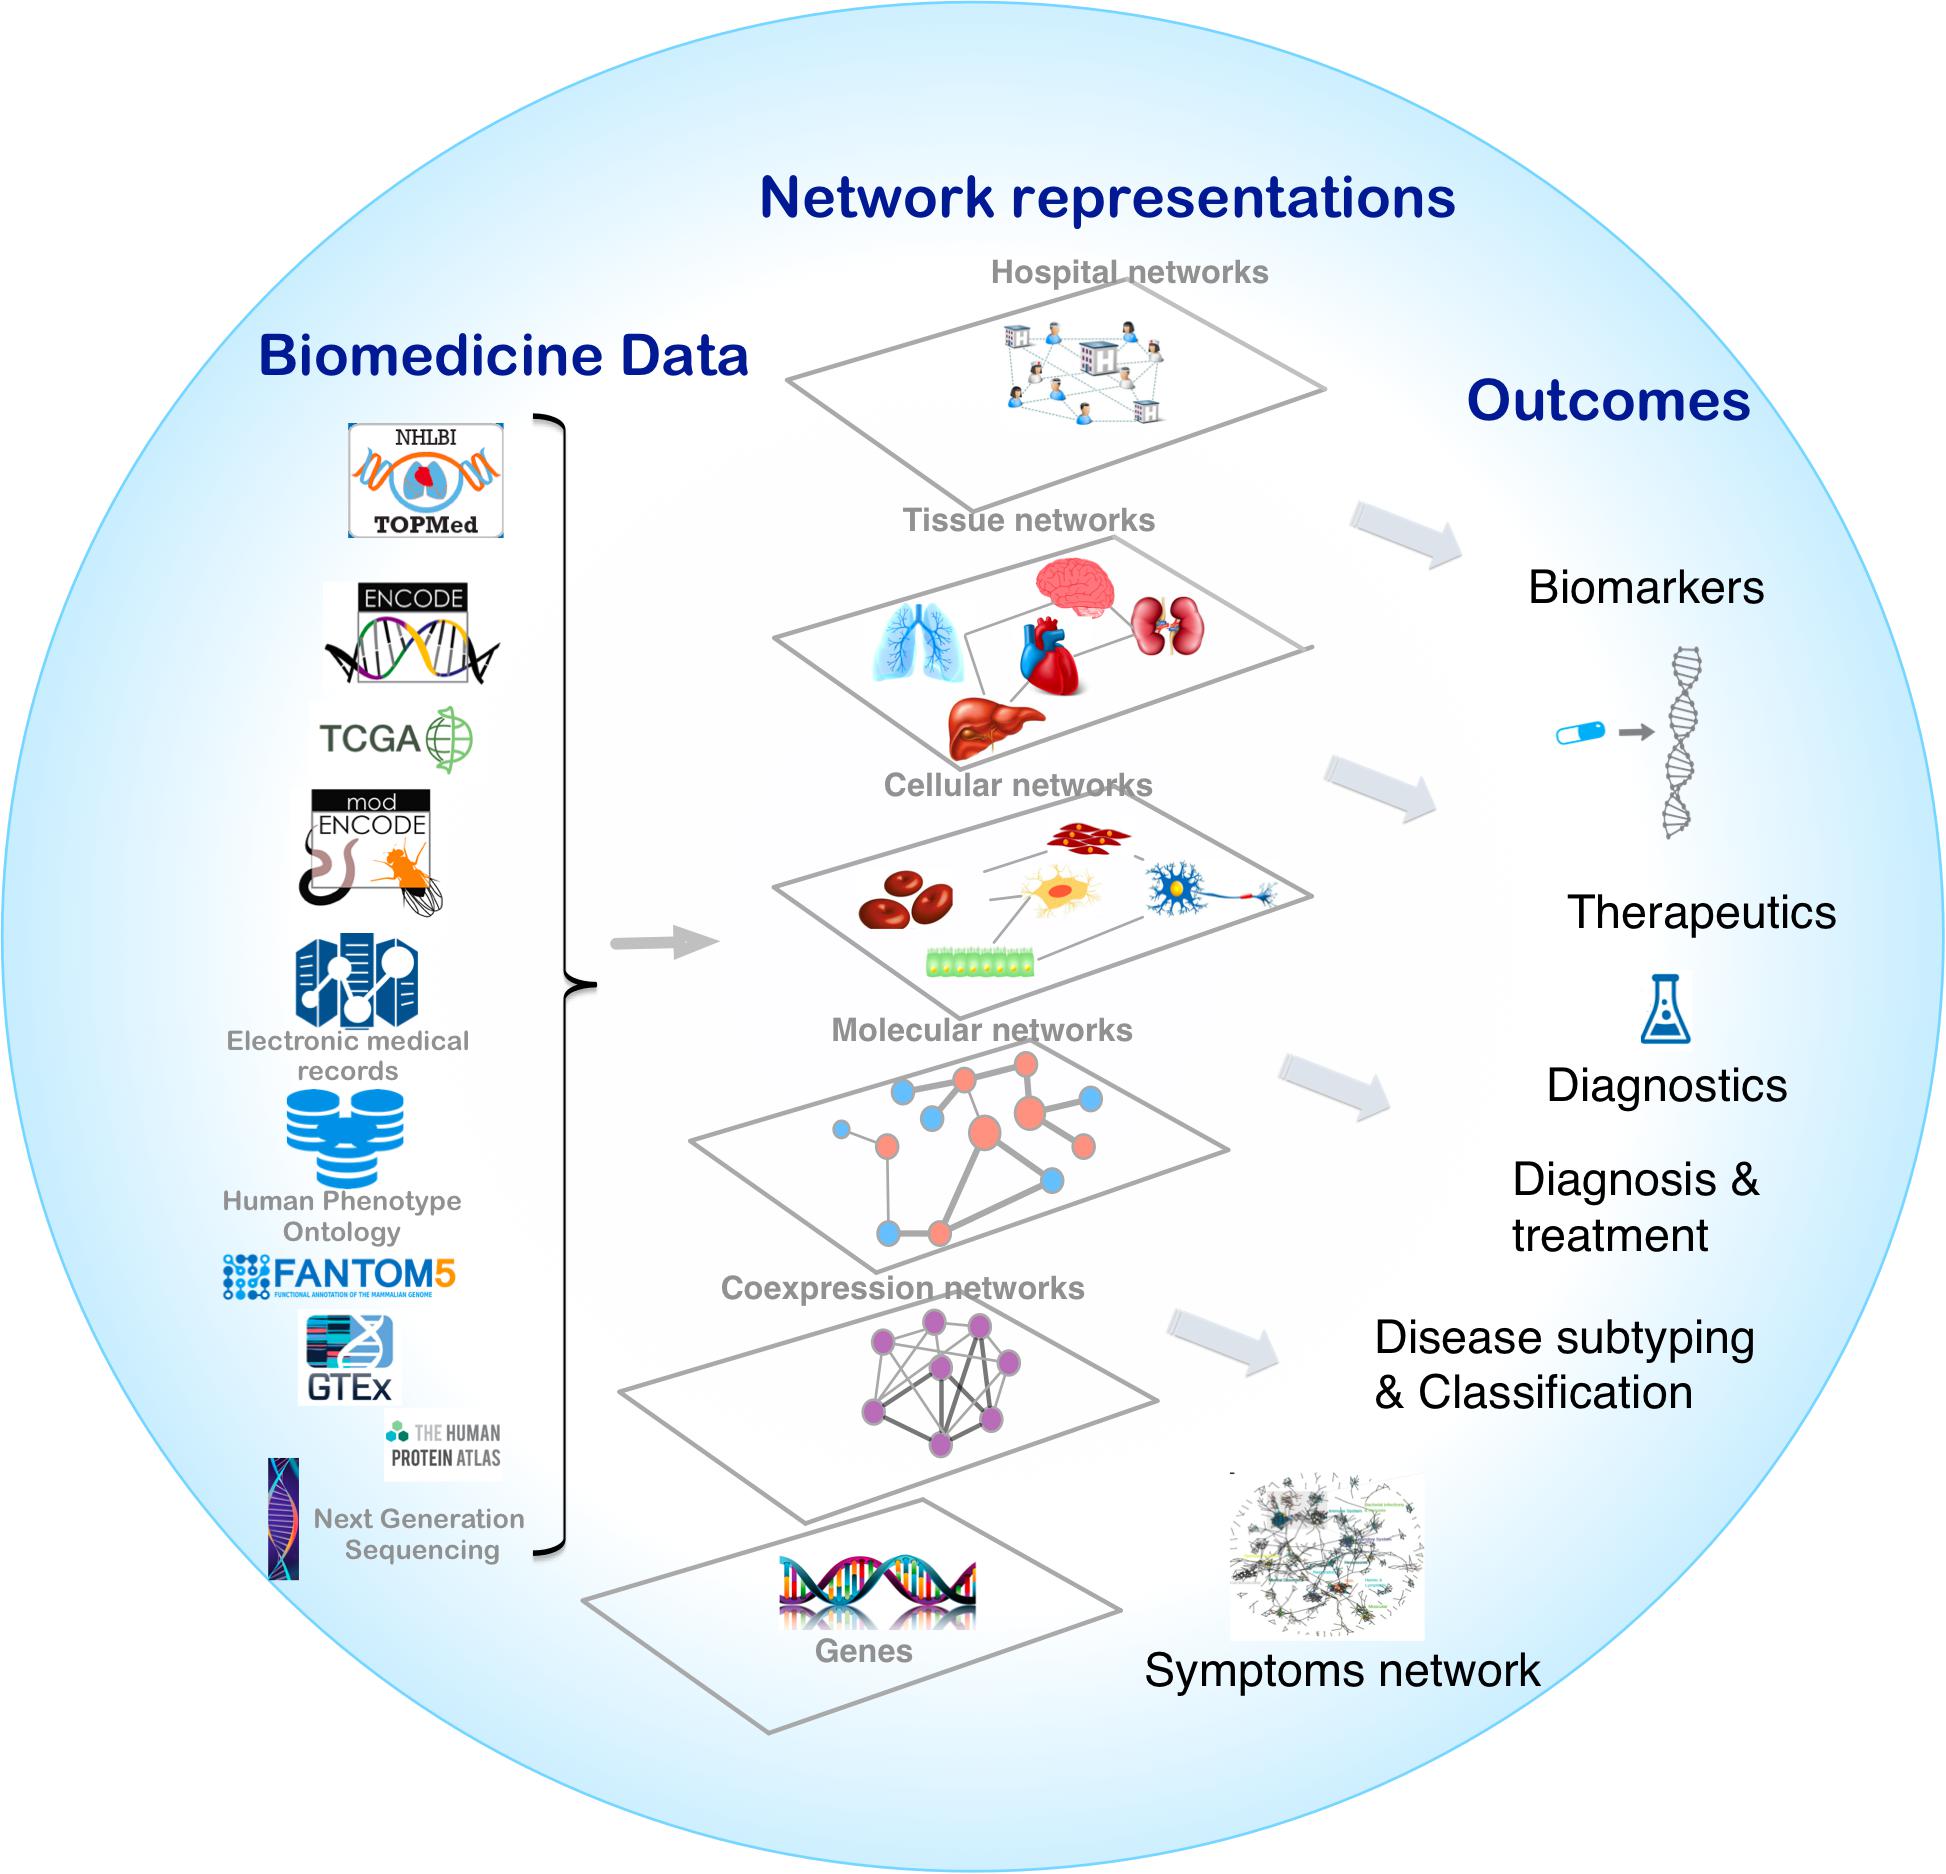 Network representations
Hospital networks
Biomedicine Data
Outcomes
NHLBI
TOPMed
Tissue networks
Biomarkers
ENCODE
TCGA
Cellular networks
mod
ENCODE
Therapeutics
Electronic medical
records
Molecular networks
Diagnostics
Human Phenotype
Ontology
Diagnosis &
treatment
FANTOM5
FUNCTIONAL ANNOTATION OF THE MAMMALIAN GENOME
Coexpression networks
GTEx
Disease subtyping
& Classification
THE HUMAN
PROTEIN ATLAS
Next Generation
Sequencing
Genes
Symptoms network